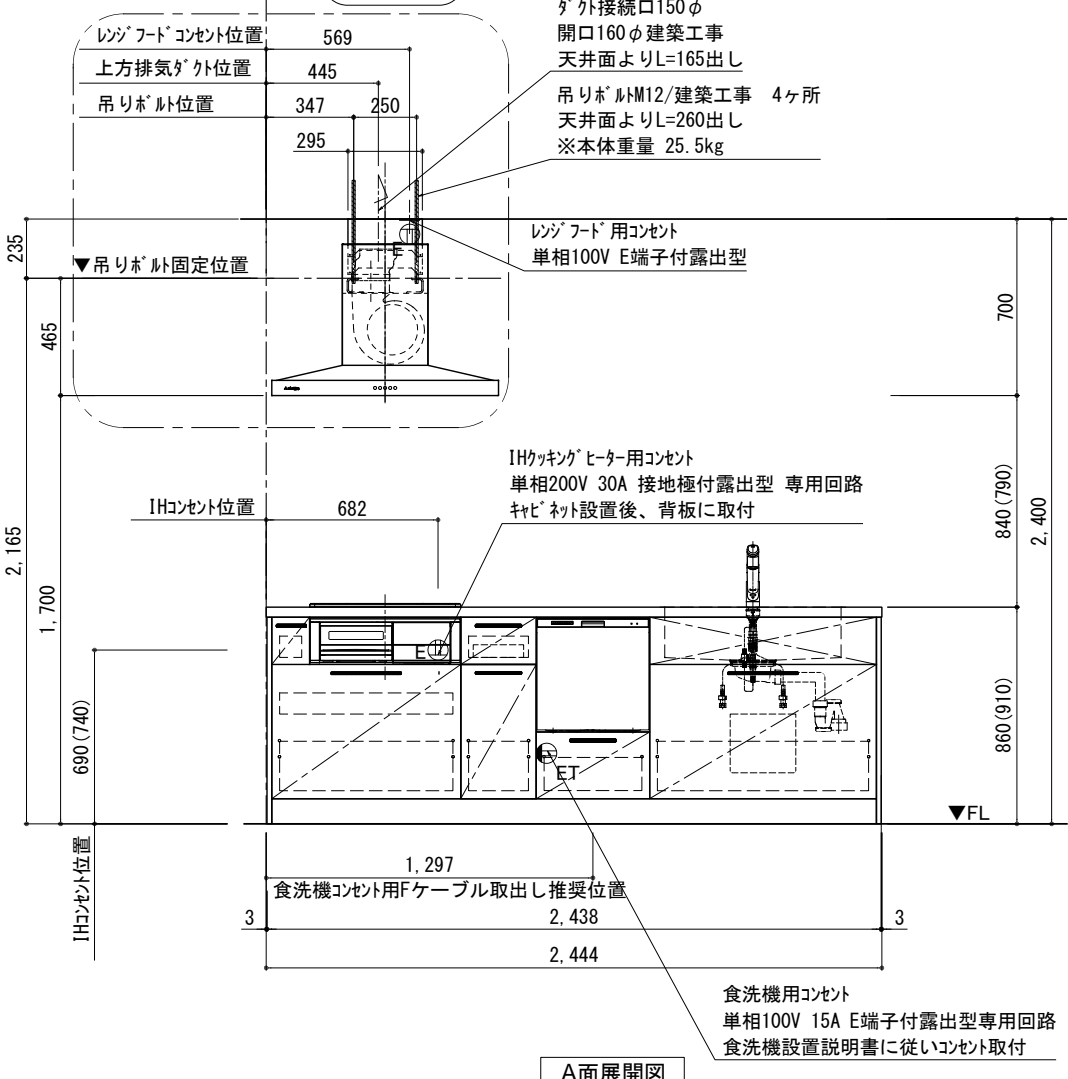 ダクト接続口150φ
開口160φ建築工事
天井面よりL=165出し
吊りボルトM12/建築工事　4ヶ所
天井面よりL=260出し
※本体重量 25.5kg
レンジフードコンセント位置
569
上方排気ダクト位置
445
吊りボルト位置
347
250
295
レンジフード用コンセント
単相100V E端子付露出型
E
235
▼吊りボルト固定位置
465
700
IHクッキングヒーター用コンセント
単相200V 30A 接地極付露出型 専用回路
キャビネット設置後、背板に取付
IHコンセント位置
682
840(790)
2,400
2,165
1,700
E
690(740)
860(910)
ET
▼FL
IHコンセント位置
1,297
食洗機コンセント用Fケーブル取出し推奨位置
3
2,438
3
2,444
食洗機用コンセント
単相100V 15A E端子付露出型専用回路
食洗機設置説明書に従いコンセント取付
A面展開図